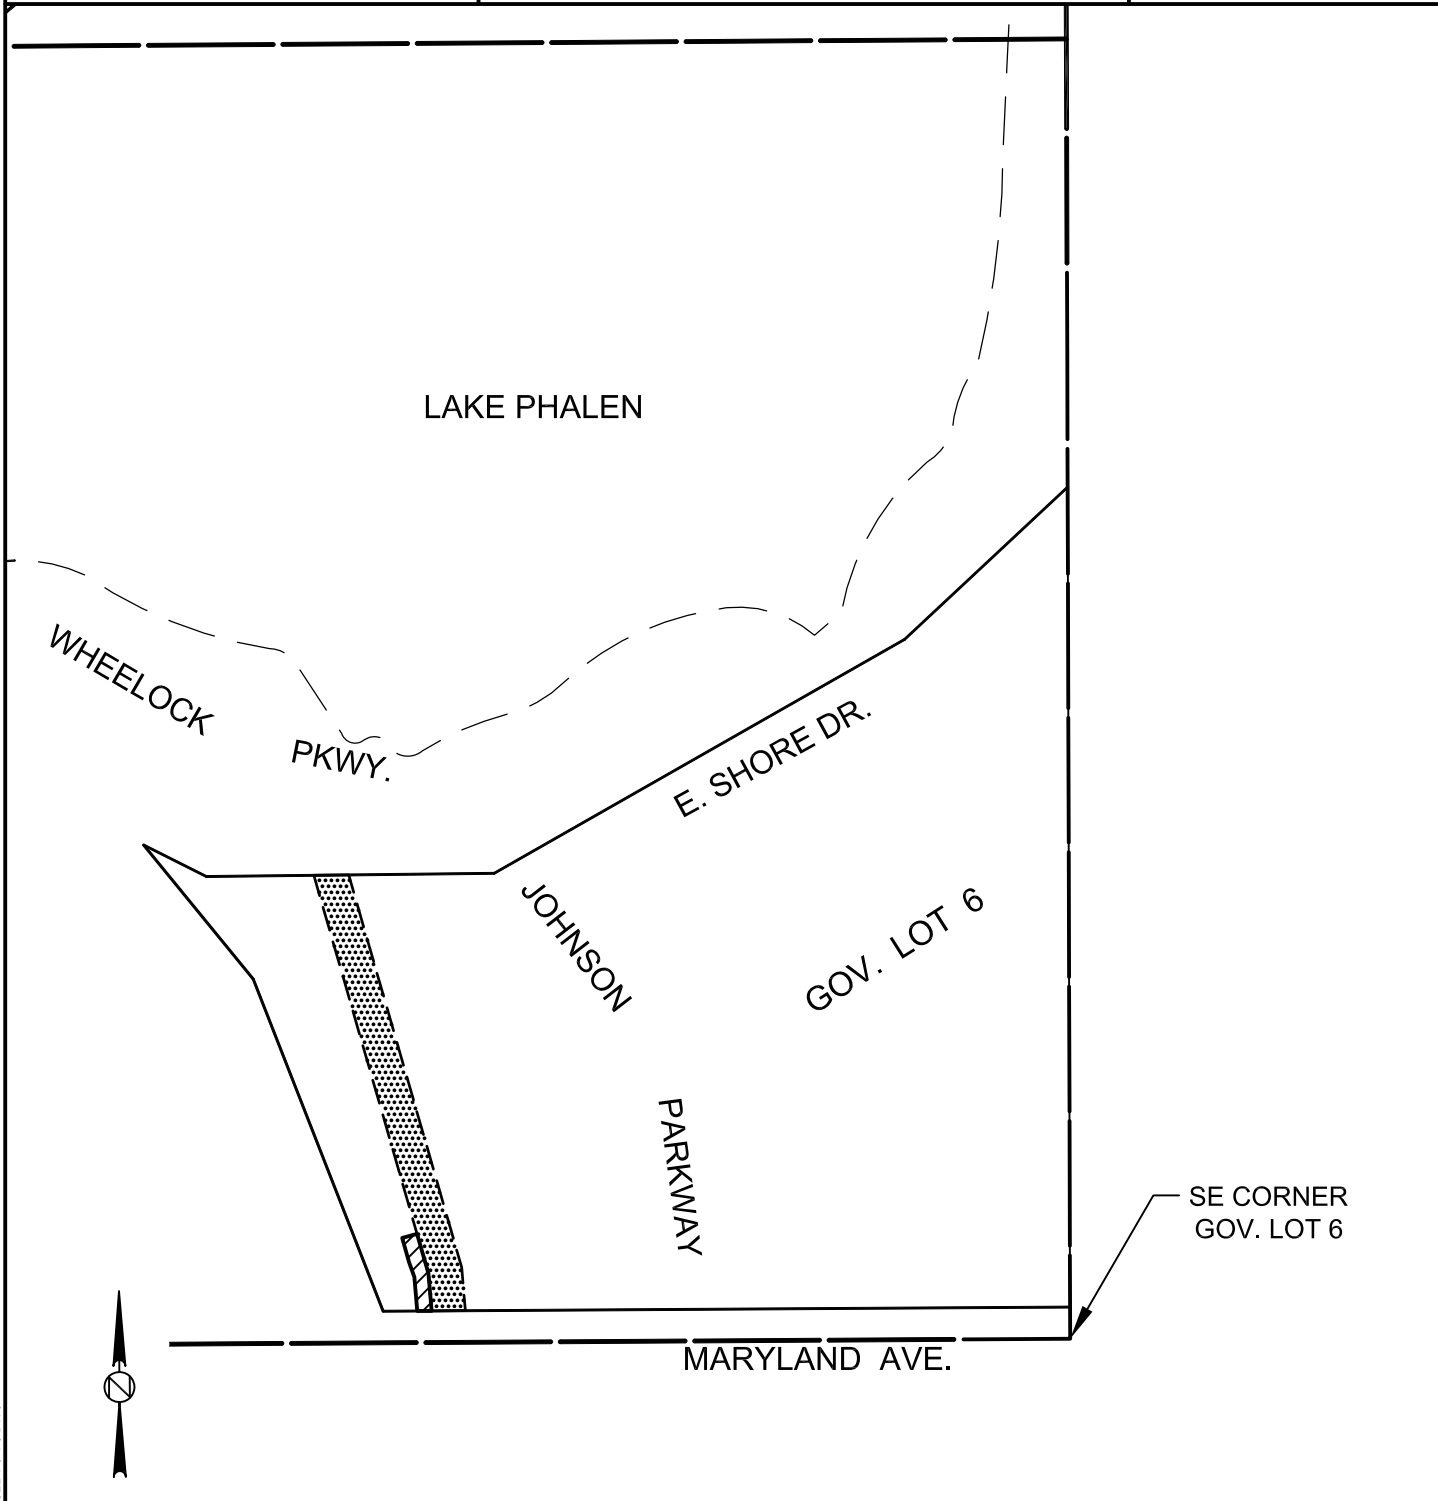 LAKE PHALEN
WHEELOCK
PKWY.
E. SHORE DR.
JOHNSON
GOV. LOT 6
PARKWAY
SE CORNER
GOV. LOT 6
MARYLAND AVE.
N